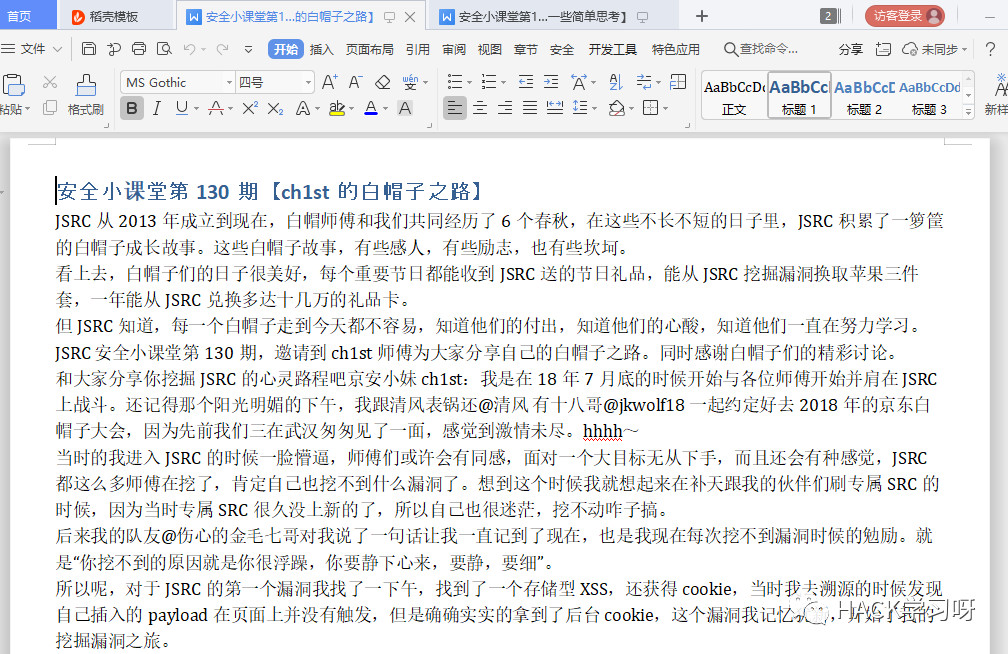 首页 稻壳模板 安全小课堂第1...的白帽子之路】 安全小课堂第1...一些简单思考】 2 访客登录
文件 开始 插入 页面布局 引用 审阅 视图 章节 安全 开发工具 特色应用 查找命令... 分享 未同步
粘贴 格式刷 MS Gothic 四号 AaBbCcDd AaBbCc AaBbCcD AaBbCcDd
B I U A X² X₂ A ab A A 正文 标题 1 标题 2 标题 3 新样
安全小课堂第 130 期【ch1st 的白帽子之路】
JSRC 从 2013 年成立到现在，白帽师傅和我们共同经历了 6 个春秋，在这些不长不短的日子里，JSRC 积累了一箩筐
的白帽子成长故事。这些白帽子故事，有些感人，有些励志，也有些坎坷。
看上去，白帽子们的日子很美好，每个重要节日都能收到 JSRC 送的节日礼品，能从 JSRC 挖掘漏洞换取苹果三件
套，一年能从 JSRC 兑换多达十几万的礼品卡。
但 JSRC 知道，每一个白帽子走到今天都不容易，知道他们的付出，知道他们的心酸，知道他们一直在努力学习。
JSRC 安全小课堂第 130 期，邀请到 ch1st 师傅为大家分享自己的白帽子之路。同时感谢白帽子们的精彩讨论。
和大家分享你挖掘 JSRC 的心灵路程吧京安小妹 ch1st：我是在 18 年 7 月底的时候开始与各位师傅开始并肩在 JSRC
上战斗。还记得那个阳光明媚的下午，我跟清风表锅还@清风 有十八哥@jkwolf18 一起约定好去 2018 年的京东白
帽子大会，因为先前我们三在武汉匆匆见了一面，感觉到激情未尽。hhhh～
当时的我进入 JSRC 的时候一脸懵逼，师傅们或许会有同感，面对一个大目标无从下手，而且还会有种感觉，JSRC
都这么多师傅在挖了，肯定自己也挖不到什么漏洞了。想到这个时候我就想起来在补天跟我的伙伴们刷专属 SRC 的
时候，因为当时专属 SRC 很久没上新的了，所以自己也很迷茫，挖不动咋子搞。
后来我的队友@伤心的金毛七哥对我说了一句话让我一直记到了现在，也是我现在每次挖不到漏洞时候的勉励。就
是“你挖不到的原因就是你很浮躁，你要静下心来，要静，要细”。
所以呢，对于 JSRC 的第一个漏洞我找了一下午，找到了一个存储型 XSS，还获得 cookie，当时我去溯源的时候发现
自己插入的 payload 在页面上并没有触发，但是确确实实的拿到了后台 cookie，这个漏洞我记忆
挖掘漏洞之旅。
HACK学习呀